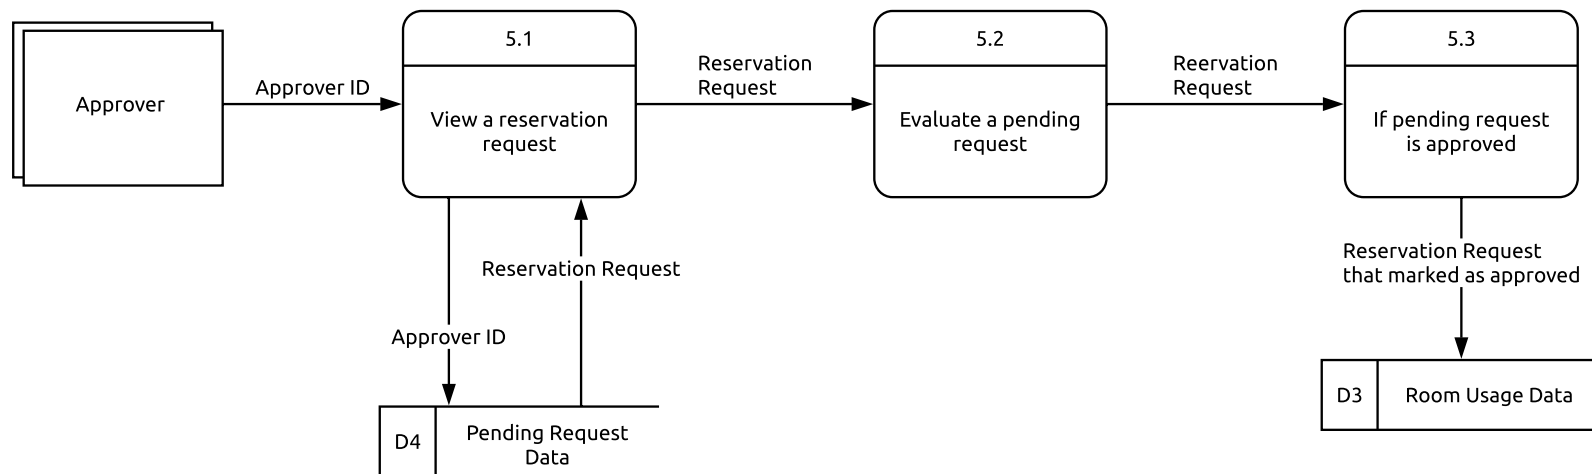 5.1
5.2
5.3
Approver
Approver ID
View a reservation
request
Reservation
Request
Evaluate a pending
request
Reervation
Request
If pending request
is approved
Reservation Request
Approver ID
Reservation Request
that marked as approved
D4
Pending Request
Data
D3
Room Usage Data